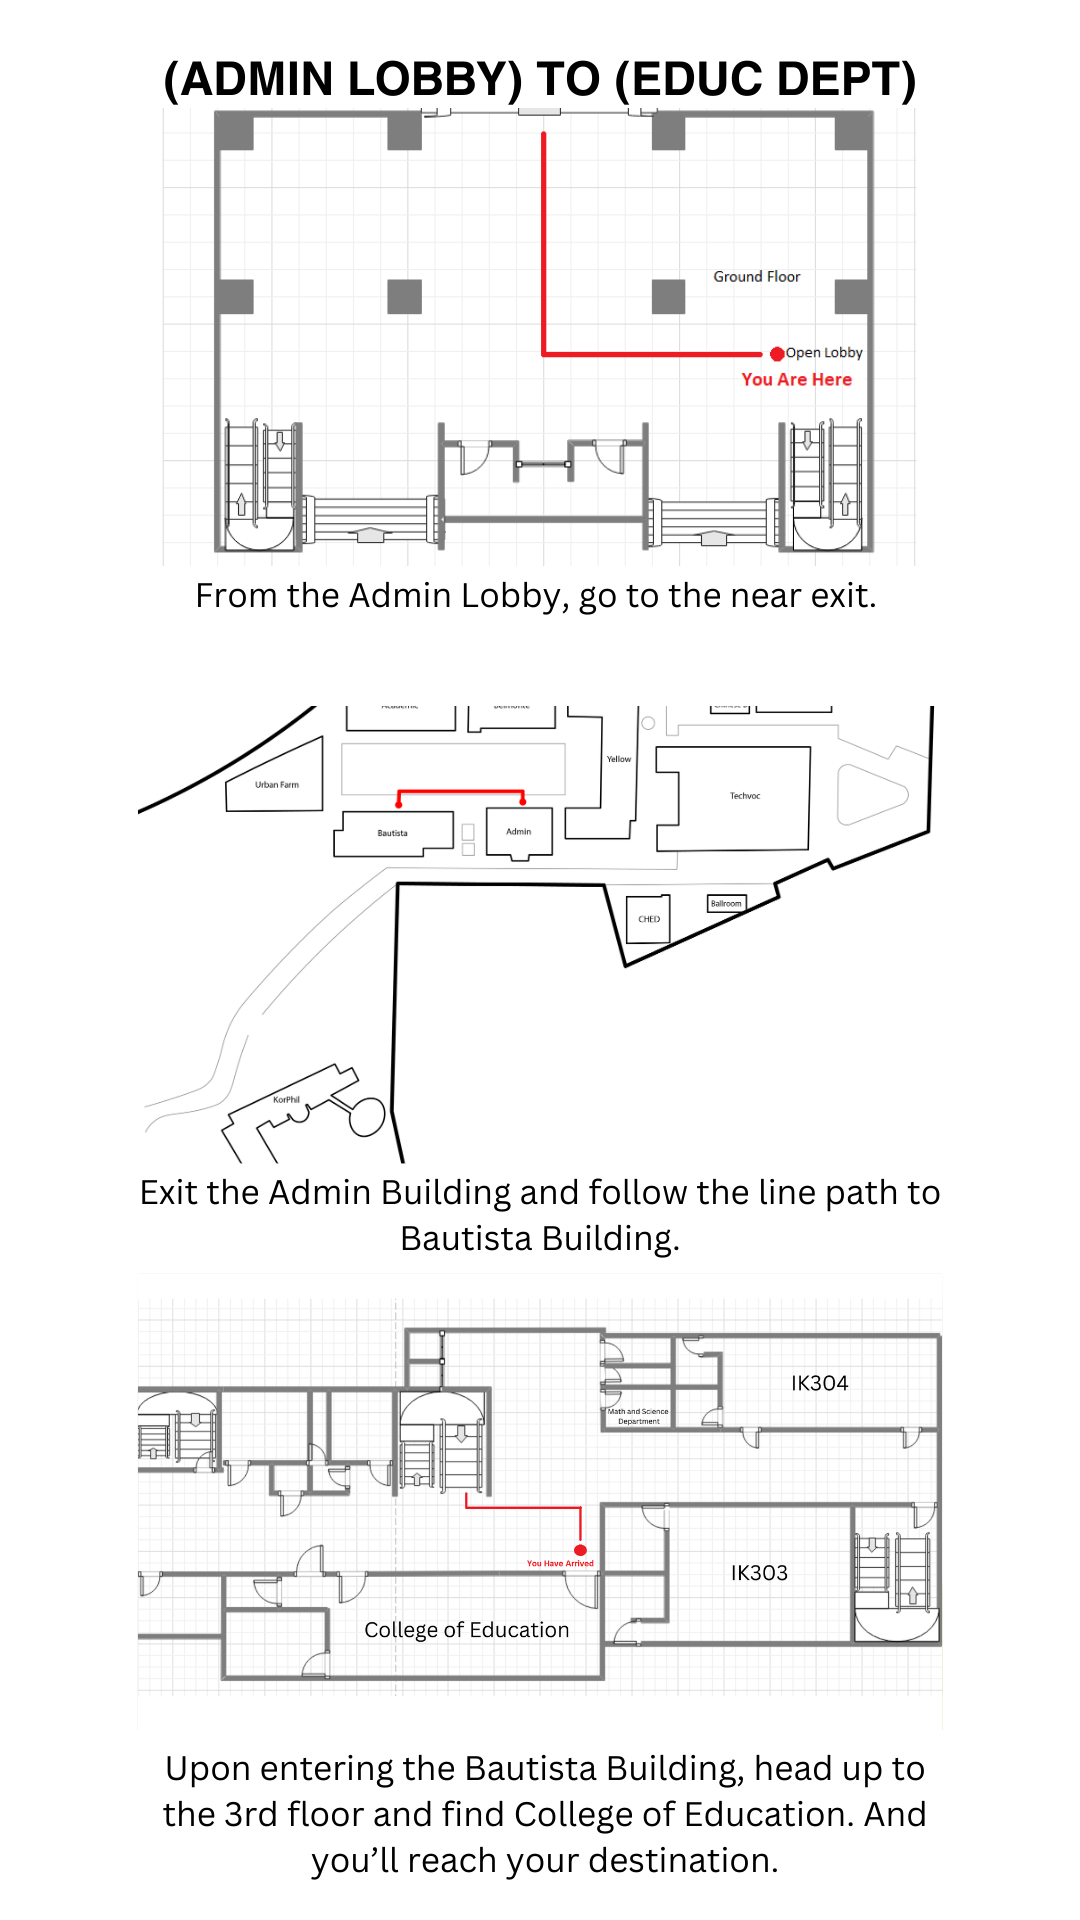 (ADMIN LOBBY) TO (EDUC DEPT)
Ground Floor
Open Lobby
You Are Here
From the Admin Lobby, go to the near exit.
Yellow
Urban Farm
Techvoc
Bautista
Admin
Ballroom
CHED
KorPhil
Exit the Admin Building and follow the line path to
Bautista Building.
IK304
Math and Science
Department
You Have Arrived
IK303
College of Education
Upon entering the Bautista Building, head up to
the 3rd floor and find College of Education. And
you’ll reach your destination.